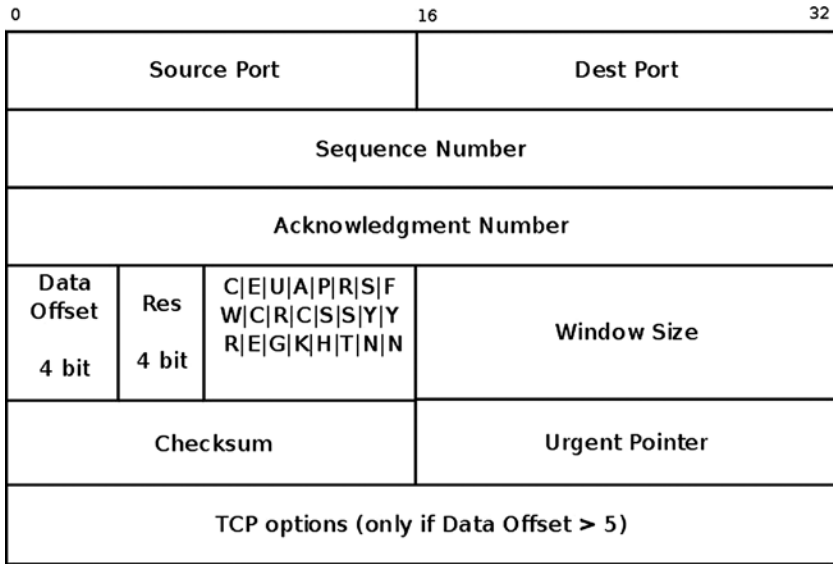 0 16 32
Source Port Dest Port
Sequence Number
Acknowledgment Number
Data Offset 4 bit
Res 4 bit
C|E|U|A|P|R|S|F
W|C|R|C|S|S|Y|Y
R|E|G|K|H|T|N|N
Window Size
Checksum Urgent Pointer
TCP options (only if Data Offset > 5)